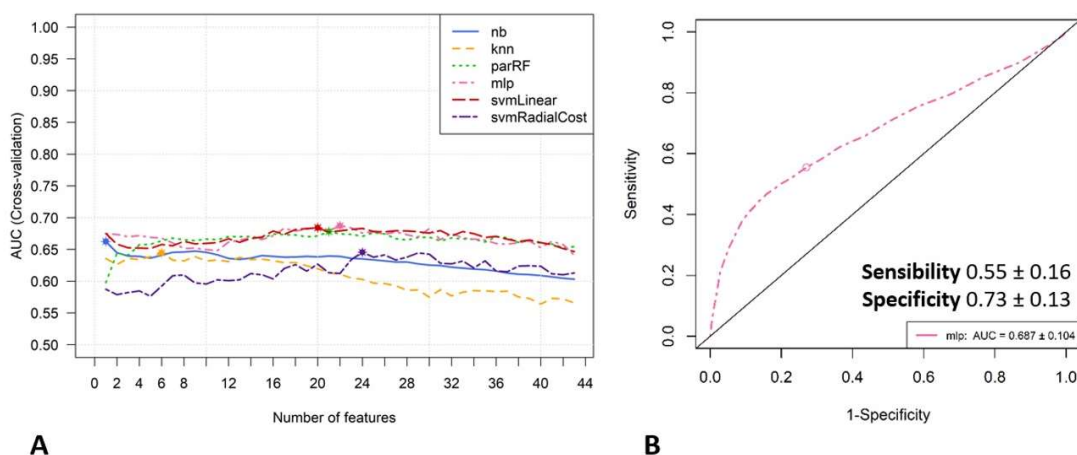 1.00
0.95
0.90
0.85
0.80
0.75
0.70
0.65
0.60
0.55
0.50
AUC (Cross-validation)
nb
knn
parRF
mlp
svmLinear
svmRadialCost
0 2 4 6 8 12 16 20 24 28 32 36 40 44
Number of features
A
1.0
0.8
0.6
0.4
0.2
0.0
Sensitivity
Sensibility 0.55 ± 0.16
Specificity 0.73 ± 0.13
mlp: AUC = 0.687 ± 0.104
0.0 0.2 0.4 0.6 0.8 1.0
1-Specificity
B